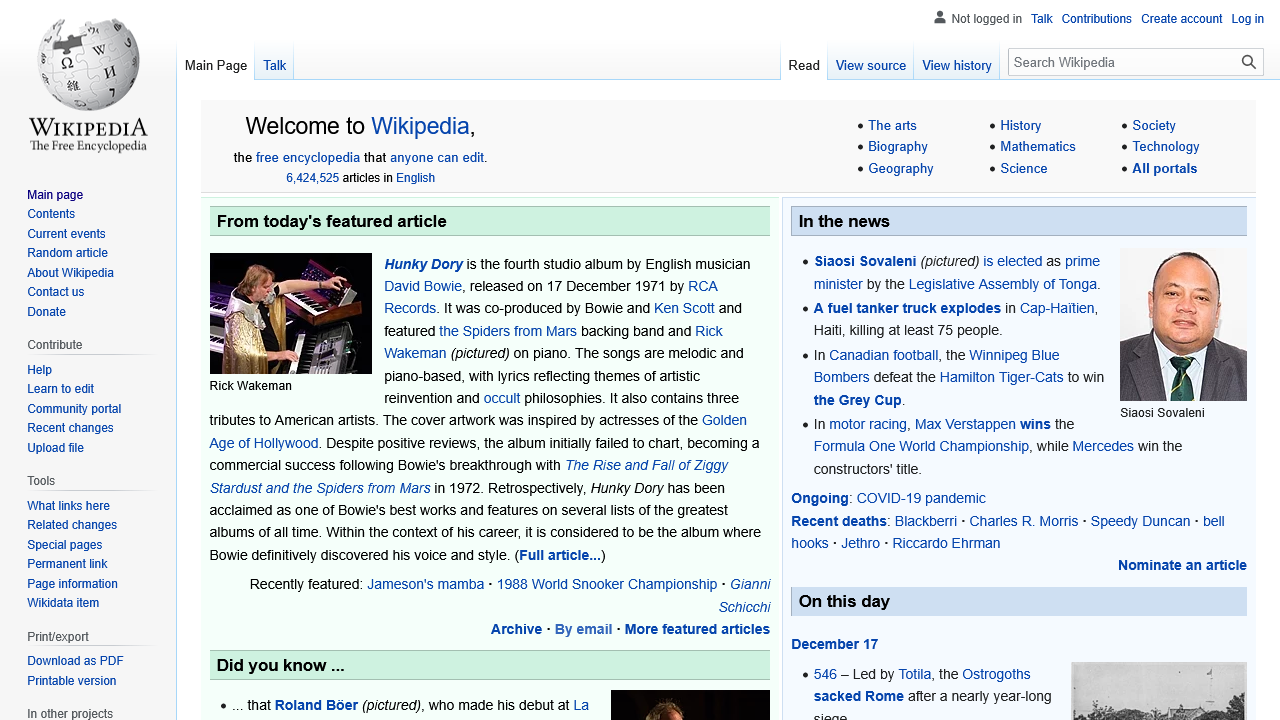 Not logged in Talk Contributions Create account Log in
Main Page Talk Read View source View history Search Wikipedia
WIKIPEDIA
The Free Encyclopedia
Main page
Contents
Current events
Random article
About Wikipedia
Contact us
Donate
Contribute
Help
Learn to edit
Community portal
Recent changes
Upload file
Tools
What links here
Related changes
Special pages
Permanent link
Page information
Wikidata item
Print/export
Download as PDF
Printable version
In other projects
Welcome to Wikipedia,
the free encyclopedia that anyone can edit.
6,424,525 articles in English
• The arts
• Biography
• Geography
• History
• Mathematics
• Science
• Society
• Technology
• All portals
From today's featured article
Rick Wakeman
Hunky Dory is the fourth studio album by English musician
David Bowie, released on 17 December 1971 by RCA
Records. It was co-produced by Bowie and Ken Scott and
featured the Spiders from Mars backing band and Rick
Wakeman (pictured) on piano. The songs are melodic and
piano-based, with lyrics reflecting themes of artistic
reinvention and occult philosophies. It also contains three
tributes to American artists. The cover artwork was inspired by actresses of the Golden
Age of Hollywood. Despite positive reviews, the album initially failed to chart, becoming a
commercial success following Bowie's breakthrough with The Rise and Fall of Ziggy
Stardust and the Spiders from Mars in 1972. Retrospectively, Hunky Dory has been
acclaimed as one of Bowie's best works and features on several lists of the greatest
albums of all time. Within the context of his career, it is considered to be the album where
Bowie definitively discovered his voice and style. (Full article...)
Recently featured: Jameson's mamba · 1988 World Snooker Championship · Gianni
Schicchi
Archive · By email · More featured articles
Did you know ...
• ... that Roland Böer (pictured), who made his debut at La
In the news
• Siaosi Sovaleni (pictured) is elected as prime
minister by the Legislative Assembly of Tonga.
• A fuel tanker truck explodes in Cap-Haïtien,
Haiti, killing at least 75 people.
• In Canadian football, the Winnipeg Blue
Bombers defeat the Hamilton Tiger-Cats to win
the Grey Cup.
• In motor racing, Max Verstappen wins the
Formula One World Championship, while Mercedes win the
constructors' title.
Siaosi Sovaleni
Ongoing: COVID-19 pandemic
Recent deaths: Blackberri · Charles R. Morris · Speedy Duncan · bell
hooks · Jethro · Riccardo Ehrman
Nominate an article
On this day
December 17
• 546 – Led by Totila, the Ostrogoths
sacked Rome after a nearly year-long
siege.